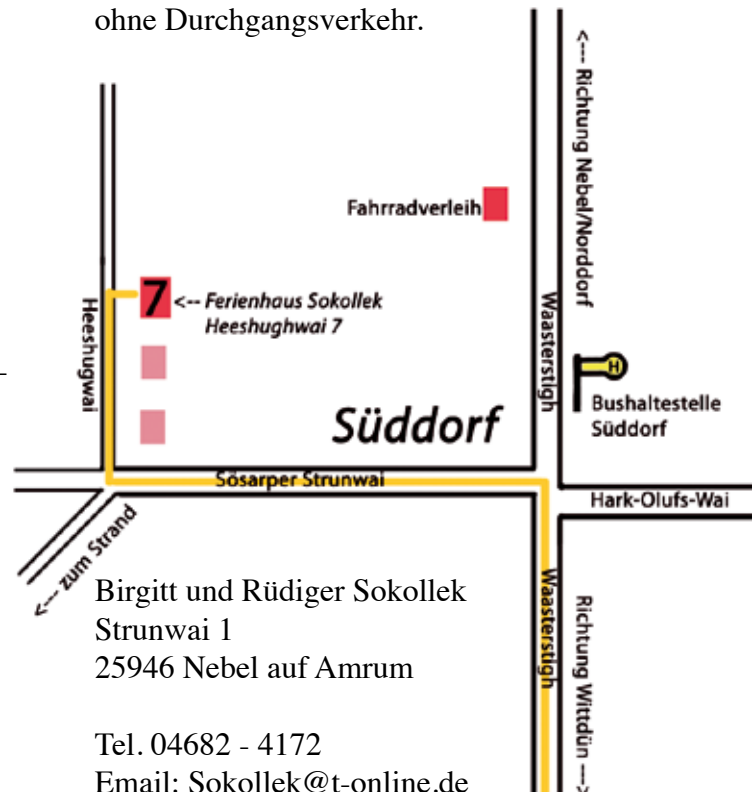 ohne Durchgangsverkehr.
<--- Richtung Nebel/Norddorf
Fahrradverleih
7
<-- Ferienhaus Sokollek
Heeshughwai 7
Heeshugwai
Waasterstigh
H
Bushaltestelle
Süddorf
Süddorf
Sösarper Strunwai
Hark-Olufs-Wai
<--- zum Strand
Waasterstigh
Richtung Wittdün --->
Birgitt und Rüdiger Sokollek
Strunwai 1
25946 Nebel auf Amrum
Tel. 04682 - 4172
Email: Sokollek@t-online.de